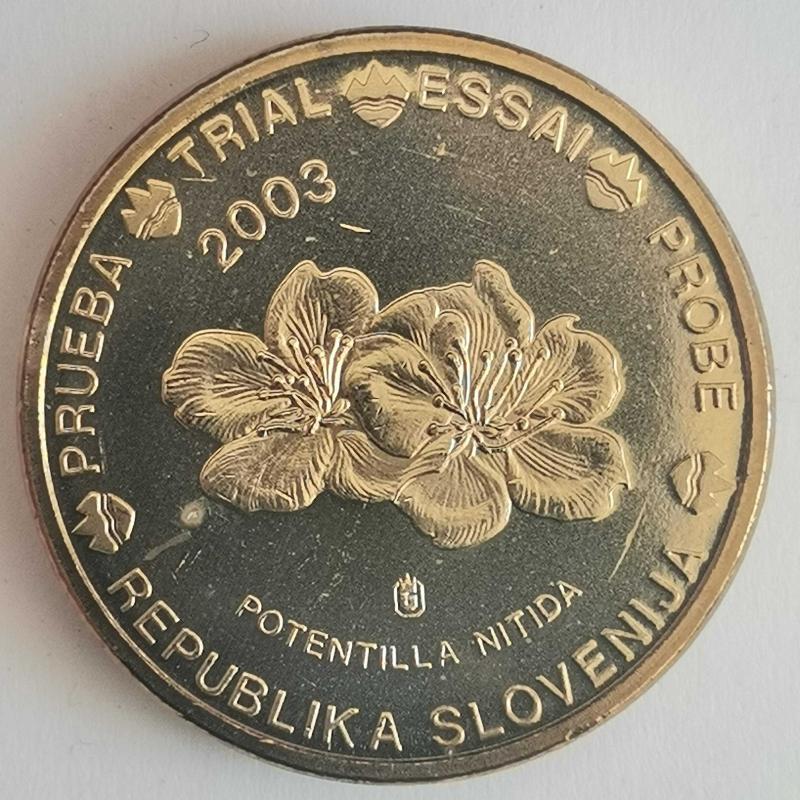 PRUEBA TRIAL ESSAI PROBE
2003
POTENTILLA NITIDA
REPUBLIKA SLOVENIJA